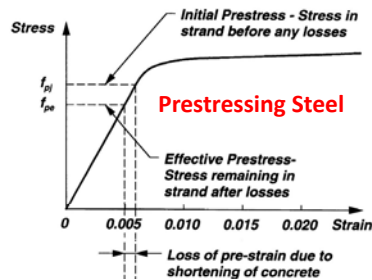 Initial Prestress - Stress in
strand before any losses
Stress
fpj
fpe
Prestressing Steel
Effective Prestress-
Stress remaining in
strand after losses
0 0.005 0.010 0.015 0.020 Strain
Loss of pre-strain due to
shortening of concrete